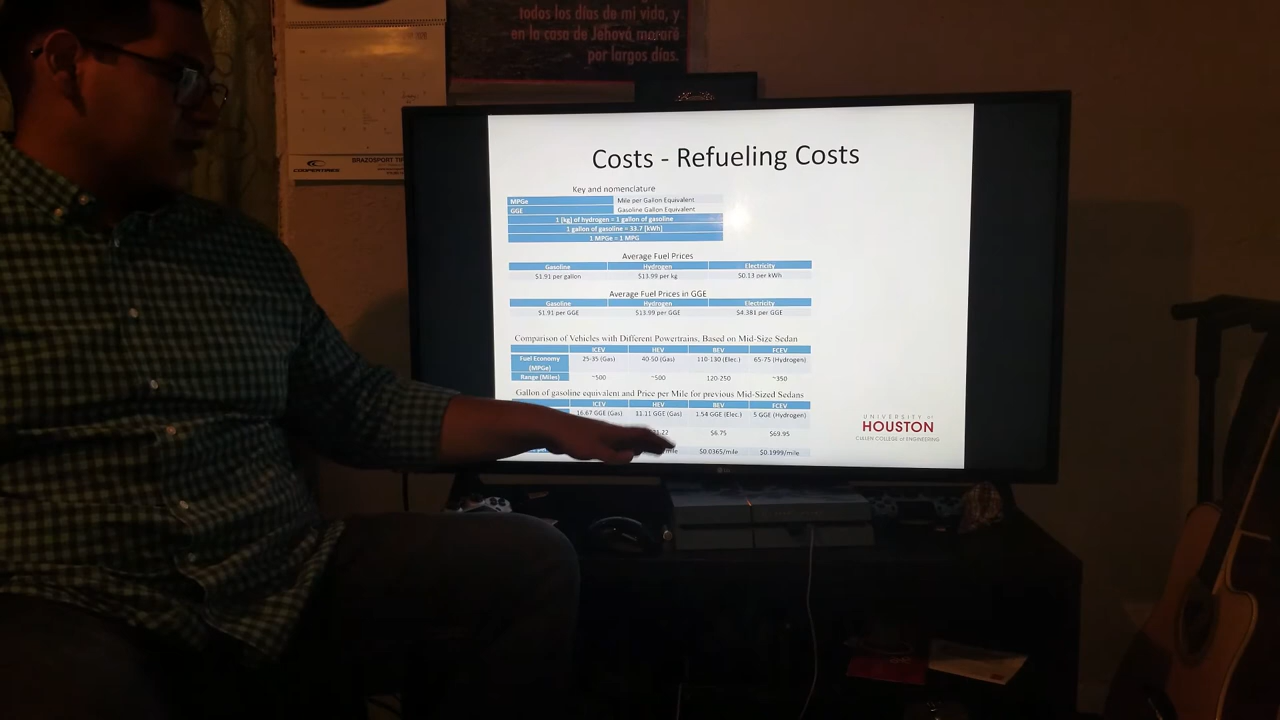 todos los días de mi vida, y
en la casa de Jehová moraré
por largos días.
BRAZOSPORT
COOPERTIRES
Costs - Refueling Costs
Key and nomenclature
MPGe Mile per Gallon Equivalent
GGE Gasoline Gallon Equivalent
1 [kg] of hydrogen = 1 gallon of gasoline
1 gallon of gasoline = 33.7 [kWh]
1 MPGe = 1 MPG
Average Fuel Prices
Gasoline Hydrogen Electricity
$1.91 per gallon $13.99 per kg $0.13 per kWh
Average Fuel Prices in GGE
Gasoline Hydrogen Electricity
$1.91 per GGE $13.99 per GGE $4.381 per GGE
Comparison of Vehicles with Different Powertrains, Based on Mid-Size Sedan
ICEV HEV BEV FCEV
Fuel Economy (MPGe) 25-35 (Gas) 40-50 (Gas) 110-130 (Elec.) 65-75 (Hydrogen)
Range (Miles) ~500 ~500 120-250 ~350
Gallon of gasoline equivalent and Price per Mile for previous Mid-Sized Sedans
ICEV HEV BEV FCEV
16.67 GGE (Gas) 11.11 GGE (Gas) 1.54 GGE (Elec.) 5 GGE (Hydrogen)
$6.75 $69.95
/mile $0.0365/mile $0.1999/mile
UNIVERSITY of
HOUSTON
CULLEN COLLEGE of ENGINEERING
LG